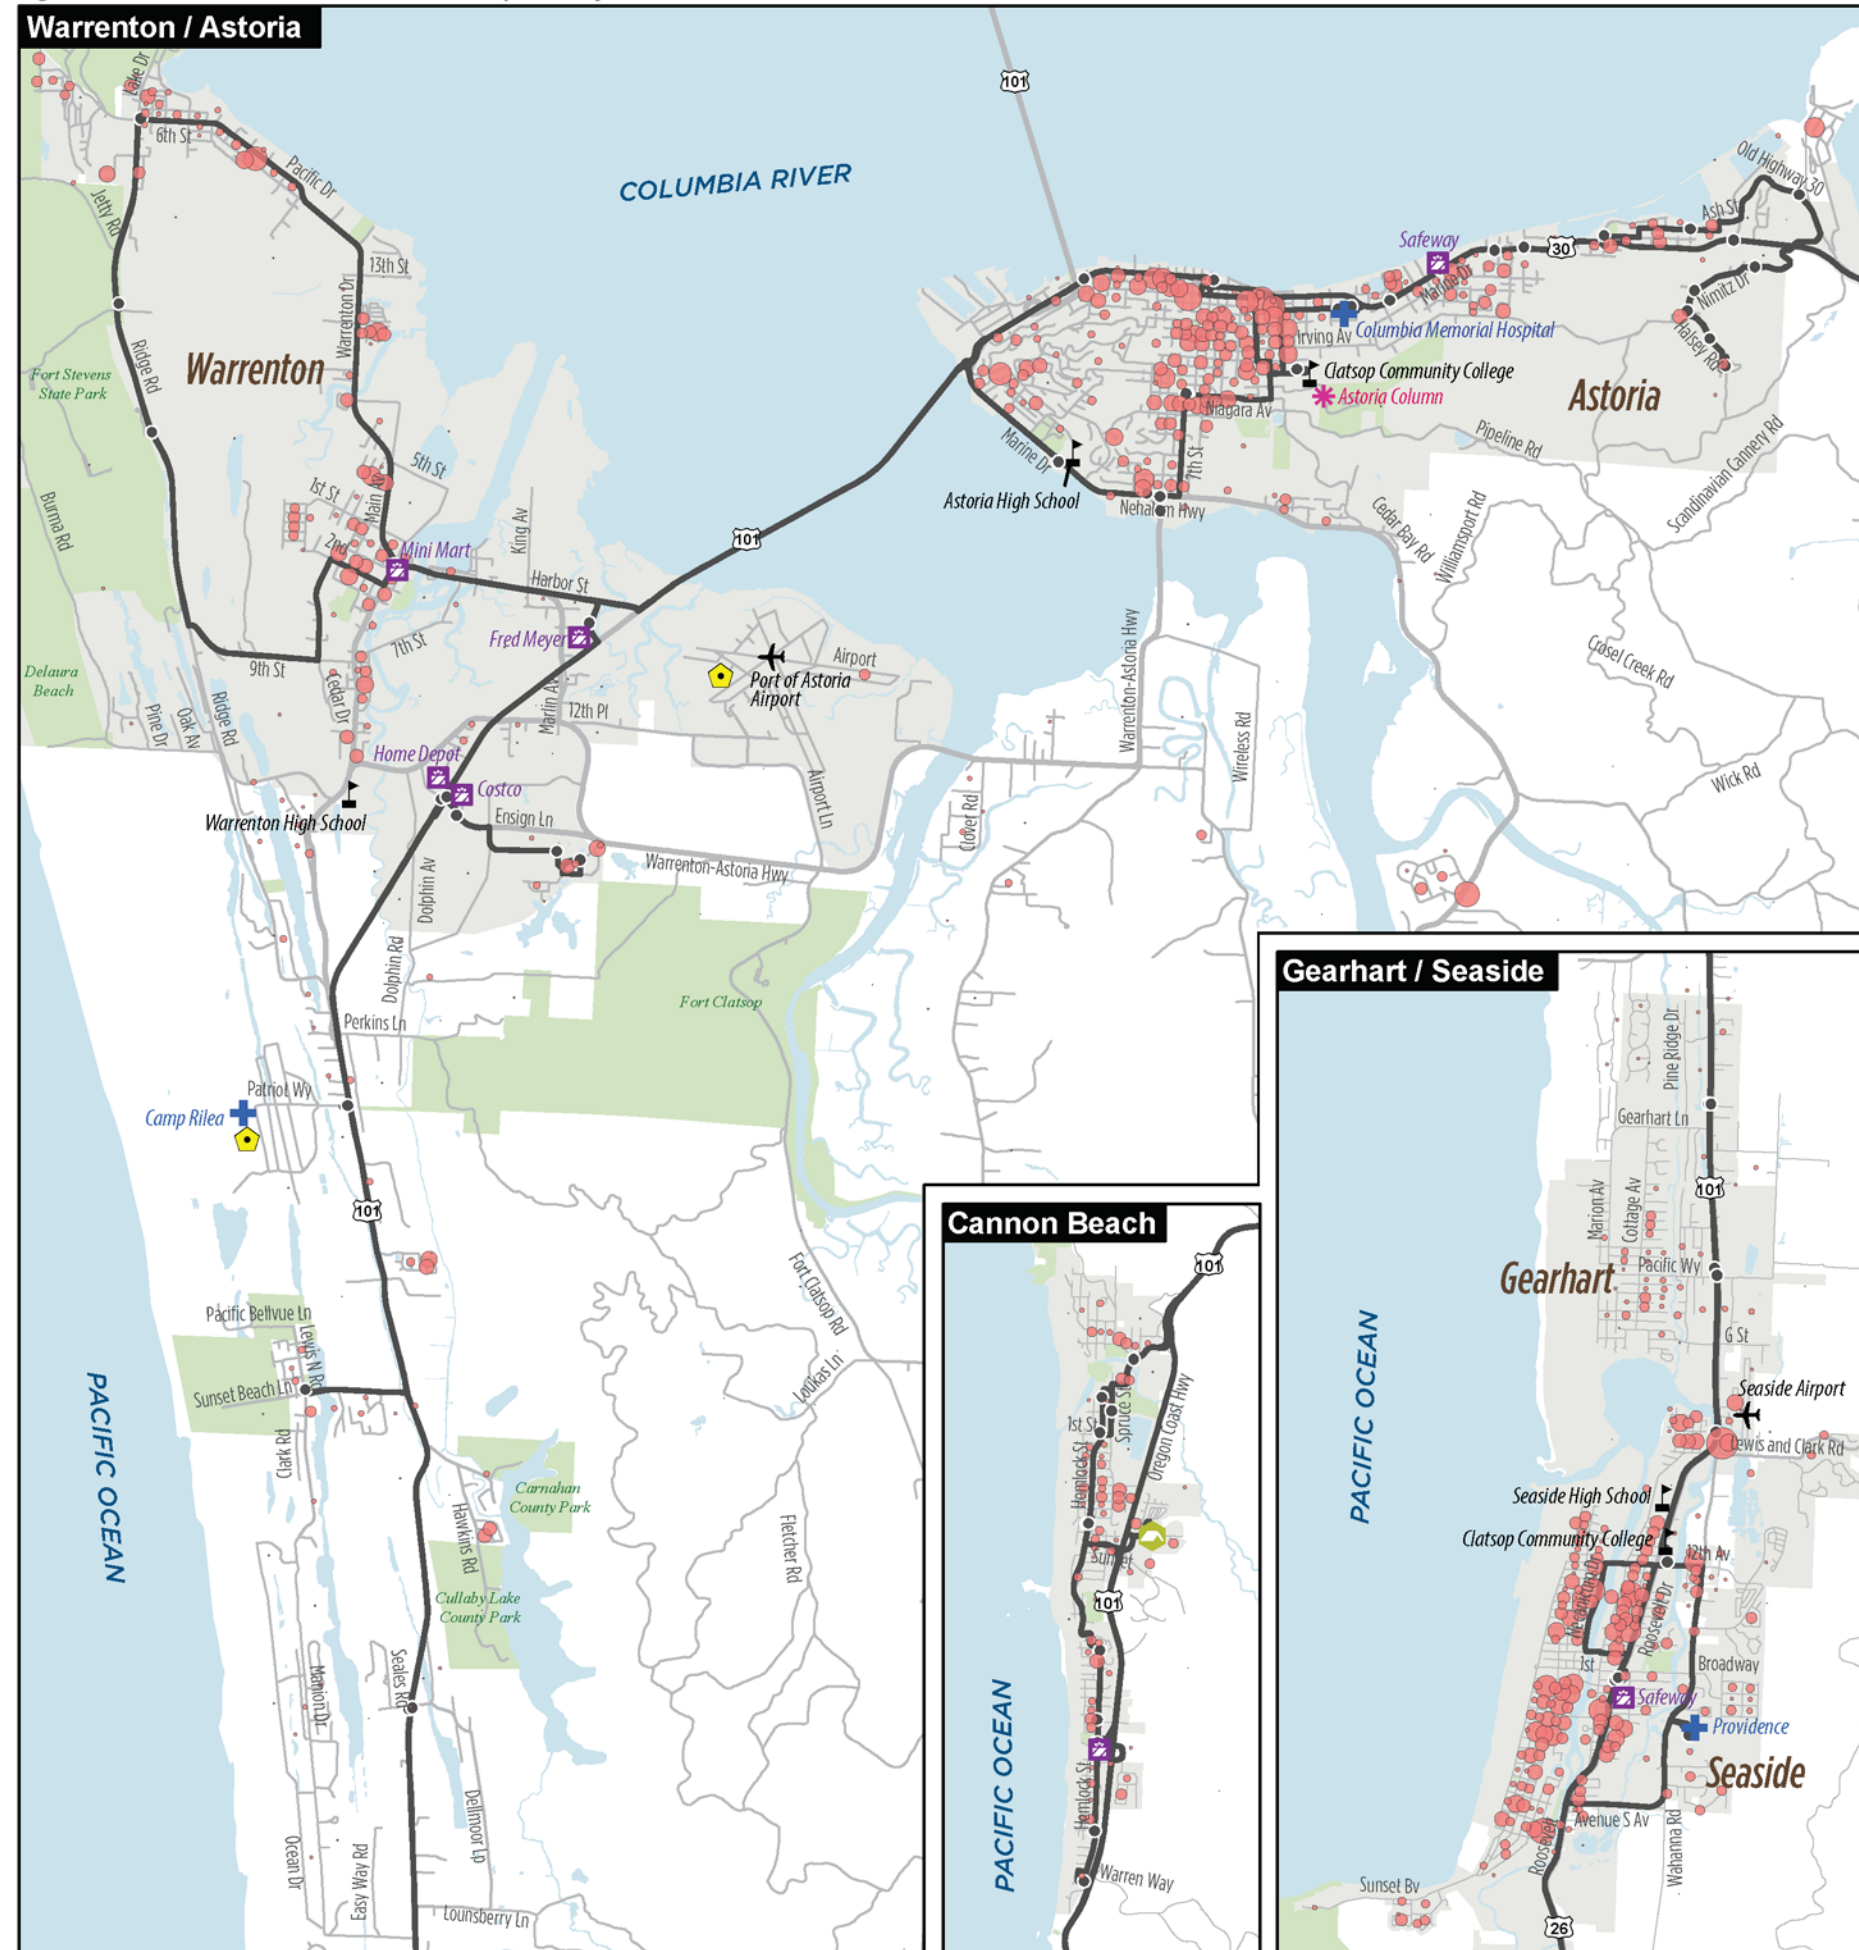 Warrenton / Astoria
101
Lake Dr
6th St
Pacific Dr
COLUMBIA RIVER
Old Highway 30
Ash St
Jetty Rd
13th St
Safeway
30
Marine Dr
Nimitz Dr
Warrenton Dr
Columbia Memorial Hospital
Irving Av
Halsey Rd
Ridge Rd
Warrenton
Fort Stevens
State Park
Clatsop Community College
Astoria Column
Astoria
Niagara Av
Marine Dr
Pipeline Rd
Scandinavian Cannery Rd
5th St
7th St
1st St
Main Av
Astoria High School
Nehalem Hwy
Burma Rd
King Av
Cedar Bay Rd
Williamsport Rd
2nd
Mini Mart
101
Harbor St
Fred Meyer
7th St
9th St
Airport
Port of Astoria
Airport
Crosel Creek Rd
Delaura
Beach
Cedar Dr
Marlin Av
12th Pl
Warrenton-Astoria Hwy
Wireless Rd
Pine Dr
Oak Av
Ridge Rd
Home Depot
Costco
Wick Rd
Airport Ln
Clover Rd
Warrenton High School
Ensign Ln
Warrenton-Astoria Hwy
Dolphin Av
Dolphin Rd
Fort Clatsop
Perkins Ln
Patriot Wy
Camp Rilea
101
Fort Clatsop Rd
Pacific Bellvue Ln
Lewis N Rd
Loukas Ln
Sunset Beach Ln
Clark Rd
PACIFIC OCEAN
Carnahan
County Park
Hawkins Rd
Fletcher Rd
Cullaby Lake
County Park
Manion Dr
Seales Rd
Dellmoor Lp
Ocean Dr
Easy Way Rd
Lounsberry Ln
Cannon Beach
101
1st St
Spruce St
Hemlock St
Oregon Coast Hwy
Sunset
101
PACIFIC OCEAN
Hemlock St
Warren Way
Gearhart / Seaside
Pine Ridge Dr
Gearhart Ln
101
Marion Av
Cottage Av
Pacific Wy
Gearhart
G St
PACIFIC OCEAN
Seaside Airport
Lewis and Clark Rd
Seaside High School
Clatsop Community College
12th Av
Necanicum Dr
Roosevelt Dr
1st
Broadway
Safeway
Providence
Seaside
Avenue S Av
Roosevelt
Wahanna Rd
Sunset Bv
26